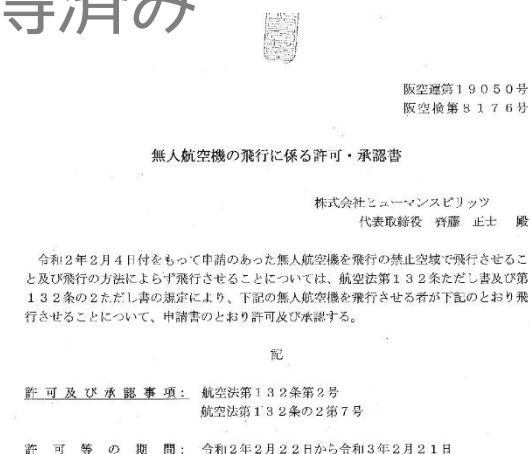 等済み
阪空運第19050号
阪空検第8176号
無人航空機の飛行に係る許可・承認書
株式会社ヒューマンスピリッツ
代表取締役 齊藤 正士 殿
令和2年2月4日付をもって申請のあった無人航空機を飛行の禁止空域で飛行させるこ
と及び飛行の方法によらず飛行させることについては、航空法第132条ただし書及び第
132条の2ただし書の規定により、下記の無人航空機を飛行させる者が下記のとおり飛
行させることについて、申請書のとおり許可及び承認する。
記
許可及び承認事項: 航空法第132条第2号
航空法第132条の2第7号
許可等の期間: 令和2年2月22日から令和3年2月21日